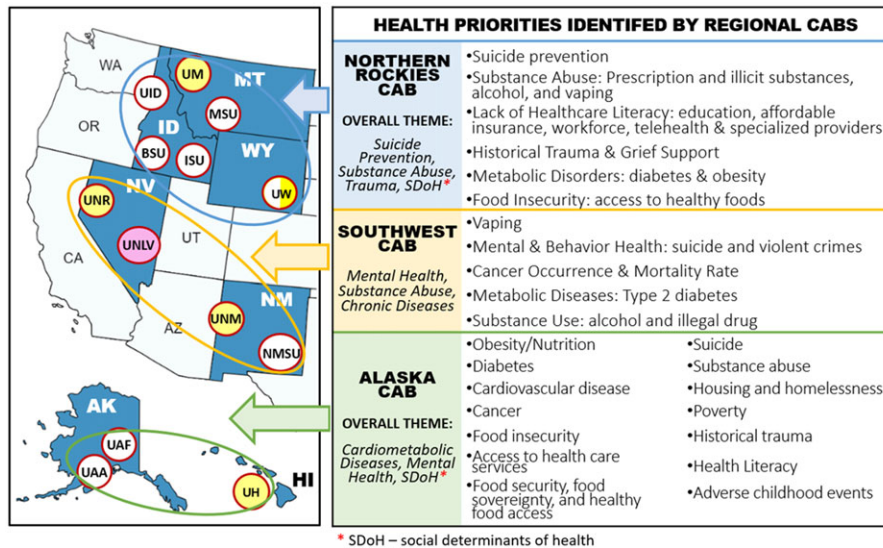 WA
UM
MT
UID
MSU
OR
ID
BSU
ISU
WY
UW
NV
UNR
UNLV
UT
CA
AZ
NM
UNM
NMSU
AK
UAF
UAA
HI
UH
HEALTH PRIORITIES IDENTIFED BY REGIONAL CABS
NORTHERN
ROCKIES
CAB
OVERALL THEME:
Suicide
Prevention,
Substance Abuse,
Trauma, SDoH*
•Suicide prevention
•Substance Abuse: Prescription and illicit substances,
alcohol, and vaping
•Lack of Healthcare Literacy: education, affordable
insurance, workforce, telehealth & specialized providers
•Historical Trauma & Grief Support
•Metabolic Disorders: diabetes & obesity
•Food Insecurity: access to healthy foods
SOUTHWEST
CAB
Mental Health,
Substance Abuse,
Chronic Diseases
•Vaping
•Mental & Behavior Health: suicide and violent crimes
•Cancer Occurrence & Mortality Rate
•Metabolic Diseases: Type 2 diabetes
•Substance Use: alcohol and illegal drug
ALASKA
CAB
OVERALL THEME:
Cardiometabolic
Diseases, Mental
Health, SDoH*
•Obesity/Nutrition
•Diabetes
•Cardiovascular disease
•Cancer
•Food insecurity
•Access to health care
services
•Food security, food
sovereignty, and healthy
food access
•Suicide
•Substance abuse
•Housing and homelessness
•Poverty
•Historical trauma
•Health Literacy
•Adverse childhood events
* SDoH – social determinants of health